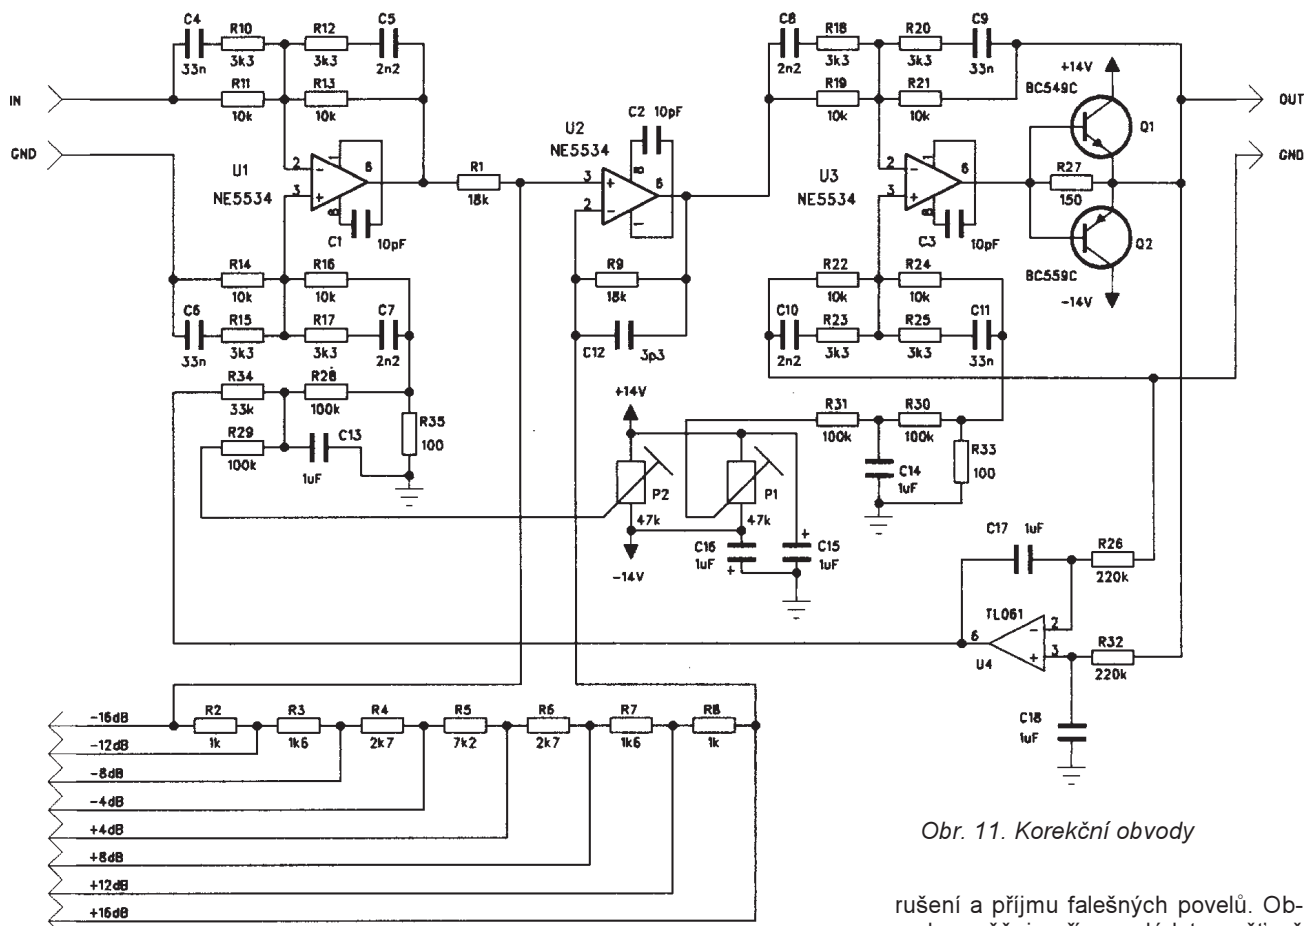 C4 R10 R12 C5
33n 3k3 3k3 2n2
R11 R13
10k 10k
IN
GND
U1
NE5534
2
3
1
6
8
C1 10pF
R14 R16
10k 10k
C6 R15 R17 C7
33n 3k3 3k3 2n2
R34 R28
33k 100k
R29 C13
100k 1uF
R35
100
R1
18k
U2
NE5534
C2 10pF
3
2
8
6
1
R9
18k
C12 3p3
+14V
P2
47k
-14V
P1
47k
C16
1uF
+
C15
1uF
+
C8 R18 R20 C9
2n2 3k3 3k3 33n
R19 R21
10k 10k
U3
NE5534
2
3
1
6
8
C3 10pF
+14V
BC549C
Q1
R27
150
Q2
BC559C
-14V
OUT
GND
R22 R24
10k 10k
C10 R23 R25 C11
2n2 3k3 3k3 33n
R31 R30
100k 100k
C14
1uF
R33
100
C17 1uF
R26
220k
TL061
U4
6
2
3
R32
220k
C18
1uF
R2 R3 R4 R5 R6 R7 R8
1k 1k6 2k7 7k2 2k7 1k6 1k
-16dB
-12dB
-8dB
-4dB
+4dB
+8dB
+12dB
+16dB
Obr. 11. Korekční obvody
rušení a příjmu falešných povelů. Ob-